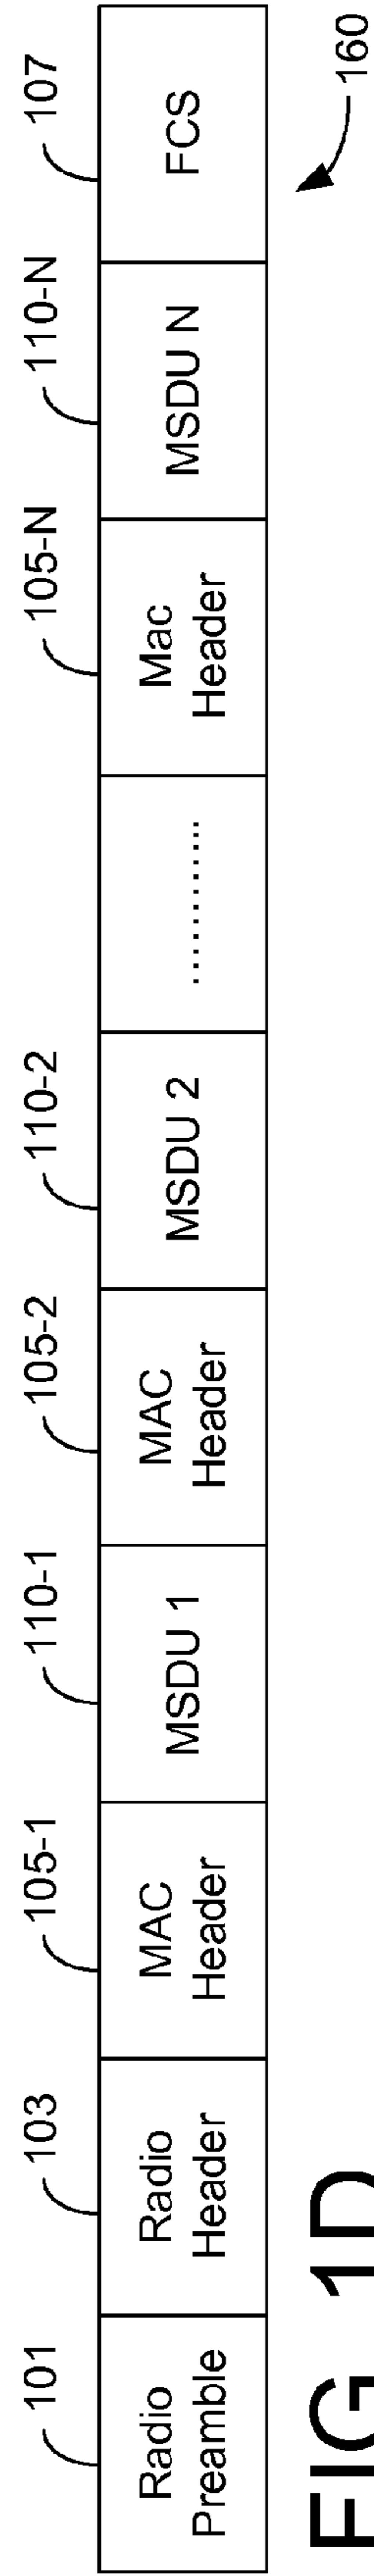 101
103
105-1
110-1
105-2
110-2
105-N
110-N
107
Radio
Preamble
Radio
Header
MAC
Header
MSDU 1
MAC
Header
MSDU 2
............
Mac
Header
MSDU N
FCS
160
FIG. 1D